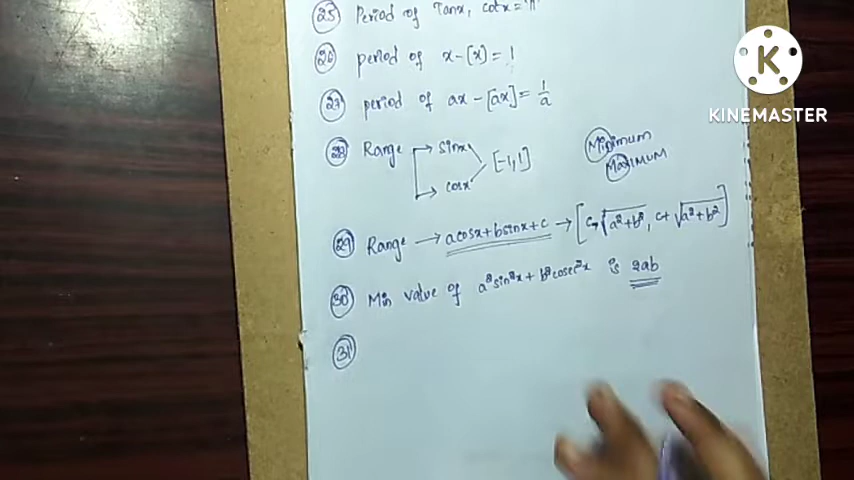 25 Period of Tanx, cotx = π
26 period of x - [x] = 1
27 period of ax - [ax] = 1/a
28 Range → sinx
→ cosx
[-1, 1]
Minimum
Maximum
29 Range → acosx + bsinx + c → [c - √a²+b², c + √a²+b²]
30 Min value of a²sin²x + b²cosec²x is 2ab
31
K
KINEMASTER